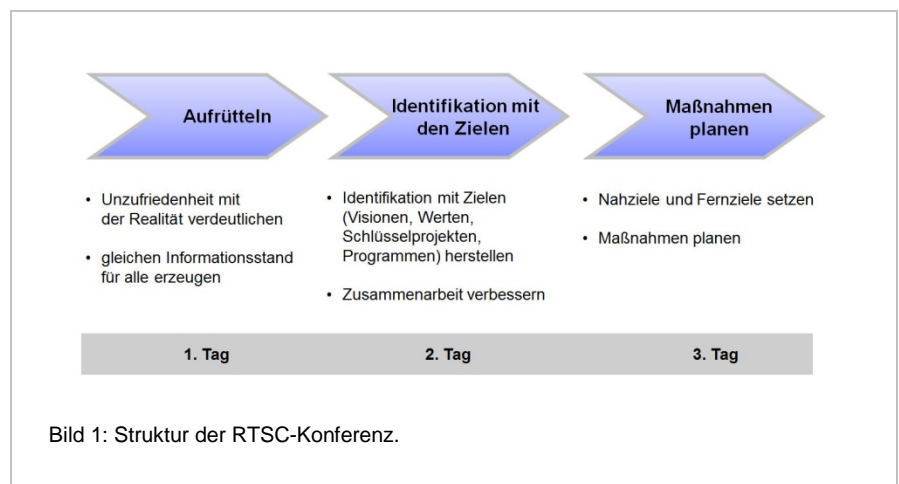 Aufrütteln
Identifikation mit
den Zielen
Maßnahmen
planen
• Unzufriedenheit mit
der Realität verdeutlichen
• gleichen Informationsstand
für alle erzeugen
• Identifikation mit Zielen
(Visionen, Werten,
Schlüsselprojekten,
Programmen) herstellen
• Zusammenarbeit verbessern
• Nahziele und Fernziele setzen
• Maßnahmen planen
1. Tag
2. Tag
3. Tag
Bild 1: Struktur der RTSC-Konferenz.